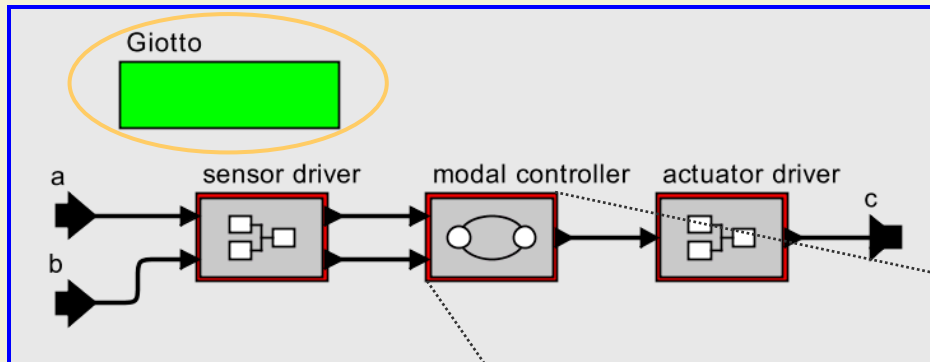 Giotto
a
sensor driver
modal controller
actuator driver
c
b